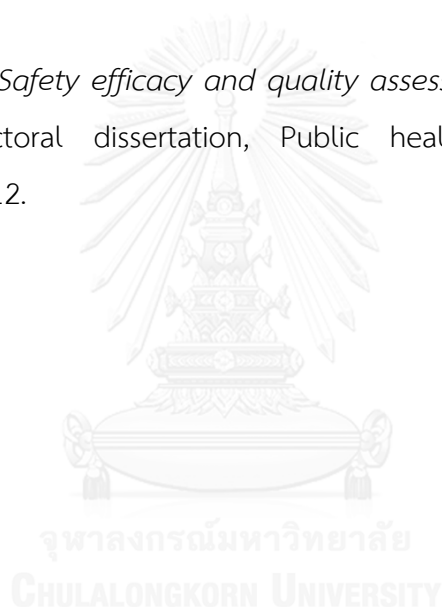 Safety efficacy and quality asses
ctoral dissertation, Public heal
.2.
จุฬาลงกรณ์มหาวิทยาลัย
CHULALONGKORN UNIVERSITY